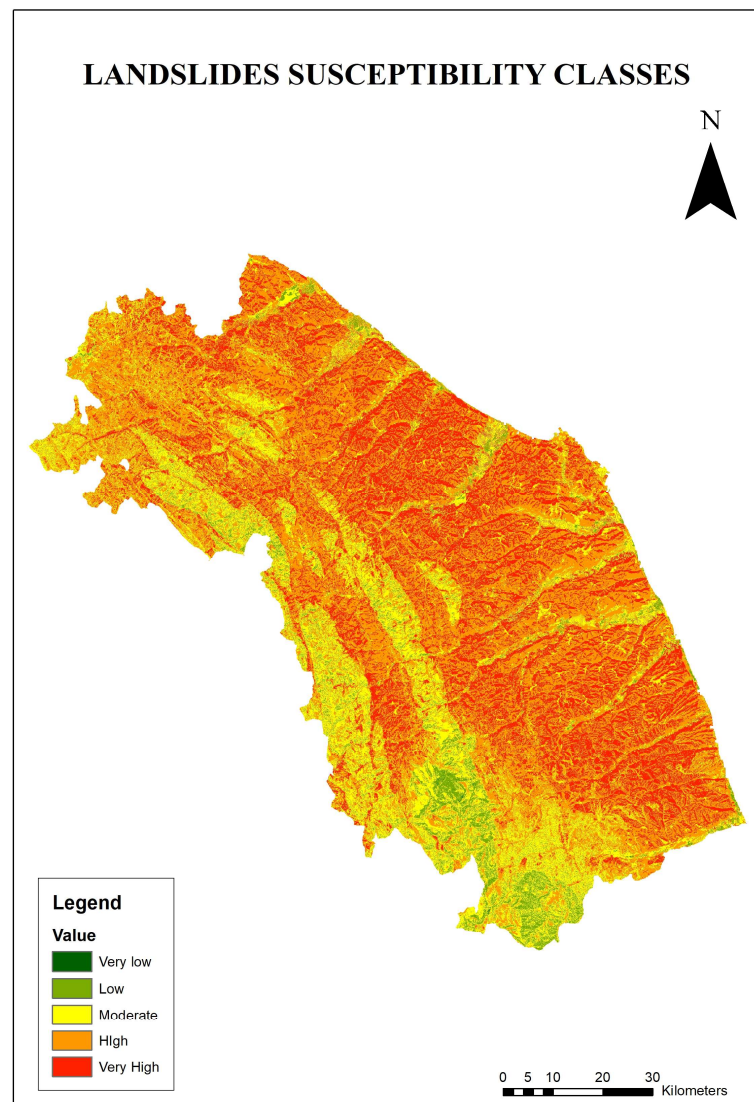 LANDSLIDES SUSCEPTIBILITY CLASSES
N
Legend
Value
Very low
Low
Moderate
HIgh
Very High
0 5 10 20 30
Kilometers